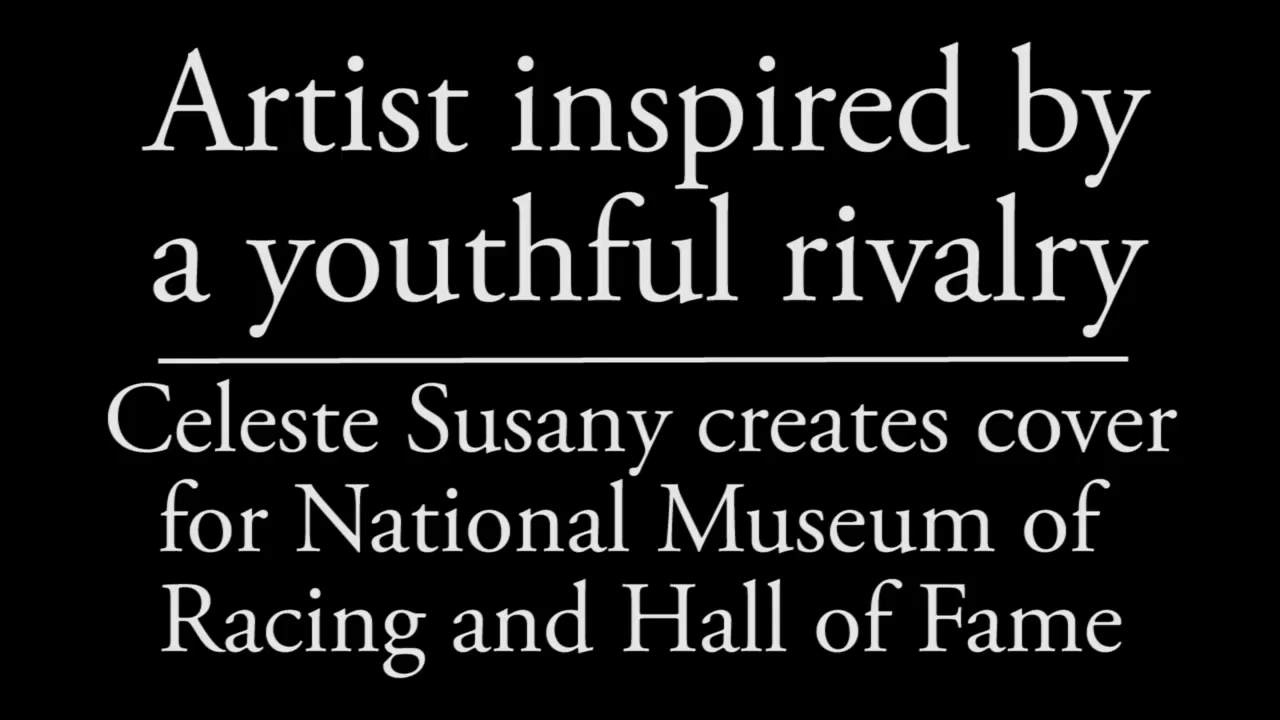 Artist inspired by
a youthful rivalry
Celeste Susany creates cover
for National Museum of
Racing and Hall of Fame